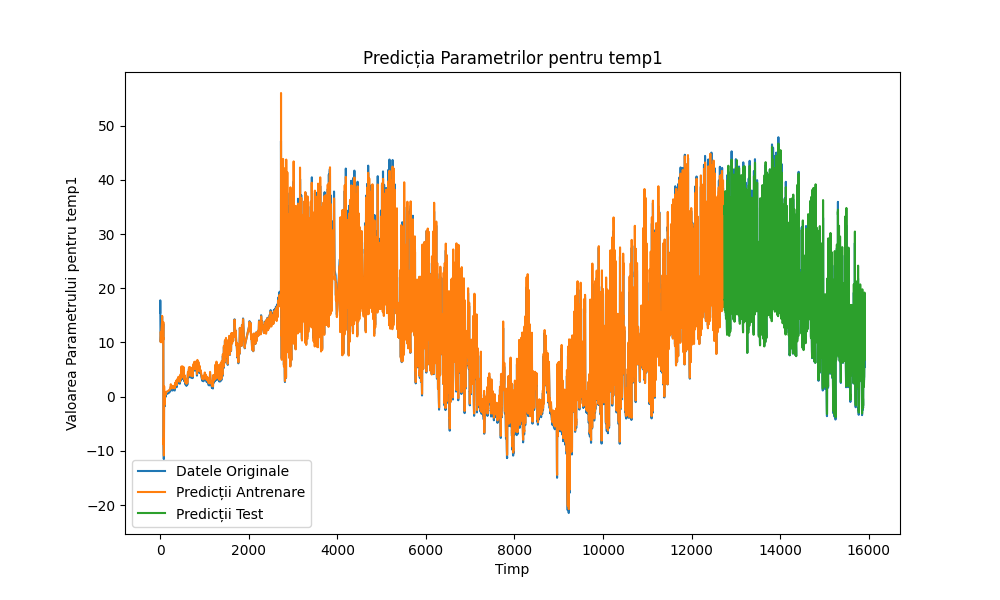 Predicția Parametrilor pentru temp1
Valoarea Parametrului pentru temp1
50
40
30
20
10
0
−10
−20
Datele Originale
Predicții Antrenare
Predicții Test
0 2000 4000 6000 8000 10000 12000 14000 16000
Timp